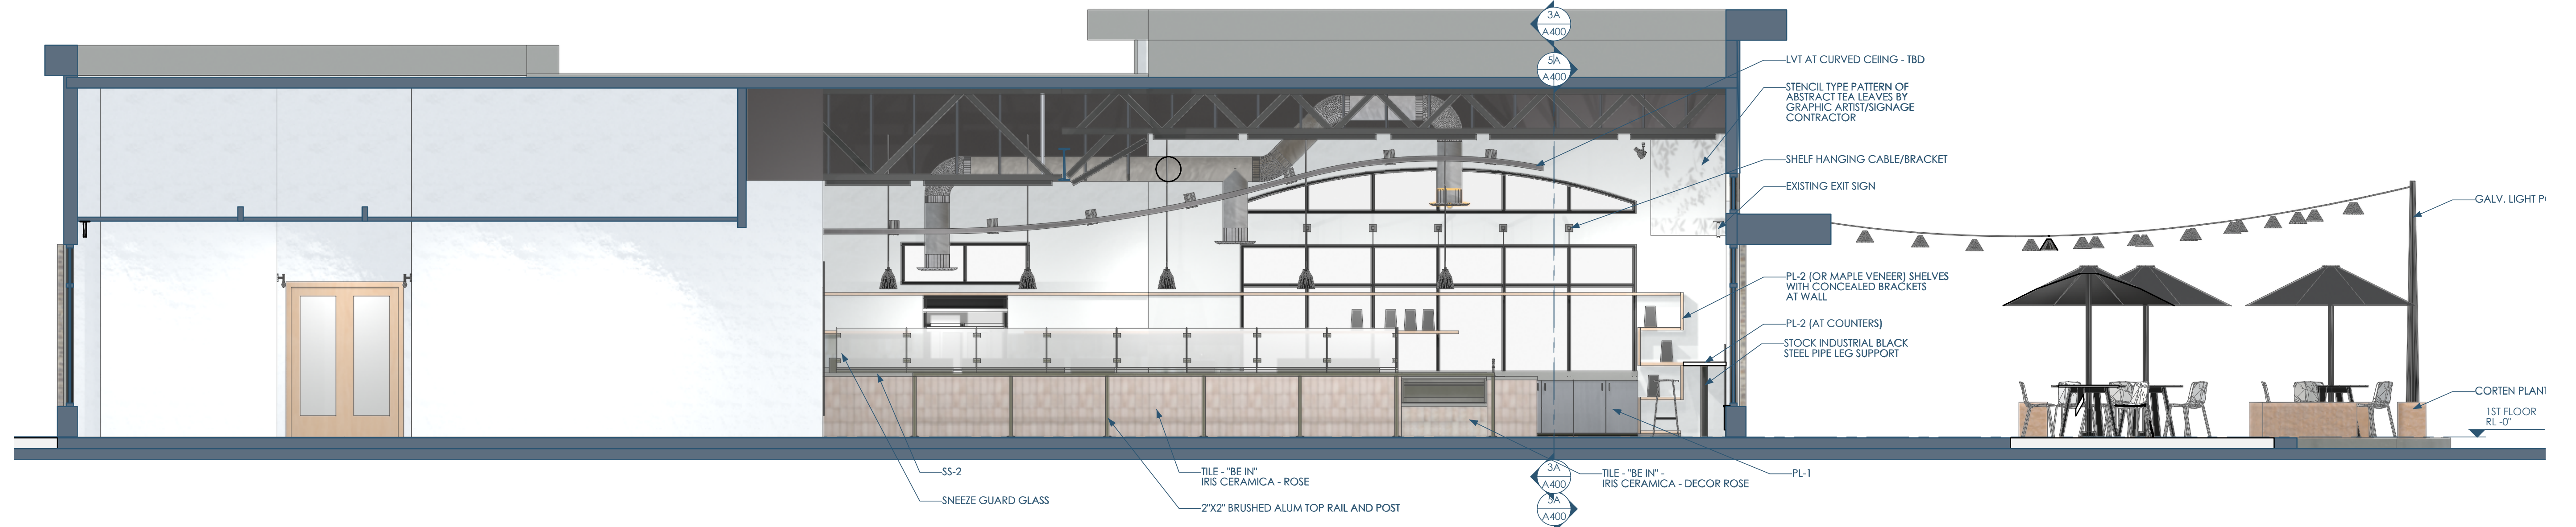 3A
A400
5A
A400
LVT AT CURVED CEIING - TBD
STENCIL TYPE PATTERN OF
ABSTRACT TEA LEAVES BY
GRAPHIC ARTIST/SIGNAGE
CONTRACTOR
SHELF HANGING CABLE/BRACKET
EXISTING EXIT SIGN
GALV. LIGHT
PL-2 (OR MAPLE VENEER) SHELVES
WITH CONCEALED BRACKETS
AT WALL
PL-2 (AT COUNTERS)
STOCK INDUSTRIAL BLACK
STEEL PIPE LEG SUPPORT
CORTEN
1ST FLOOR
RL -0"
SS-2
SNEEZE GUARD GLASS
TILE - "BE IN"
IRIS CERAMICA - ROSE
2"X2" BRUSHED ALUM TOP RAIL AND POST
3A
A400
5A
A400
TILE - "BE IN" -
IRIS CERAMICA - DECOR ROSE
PL-1